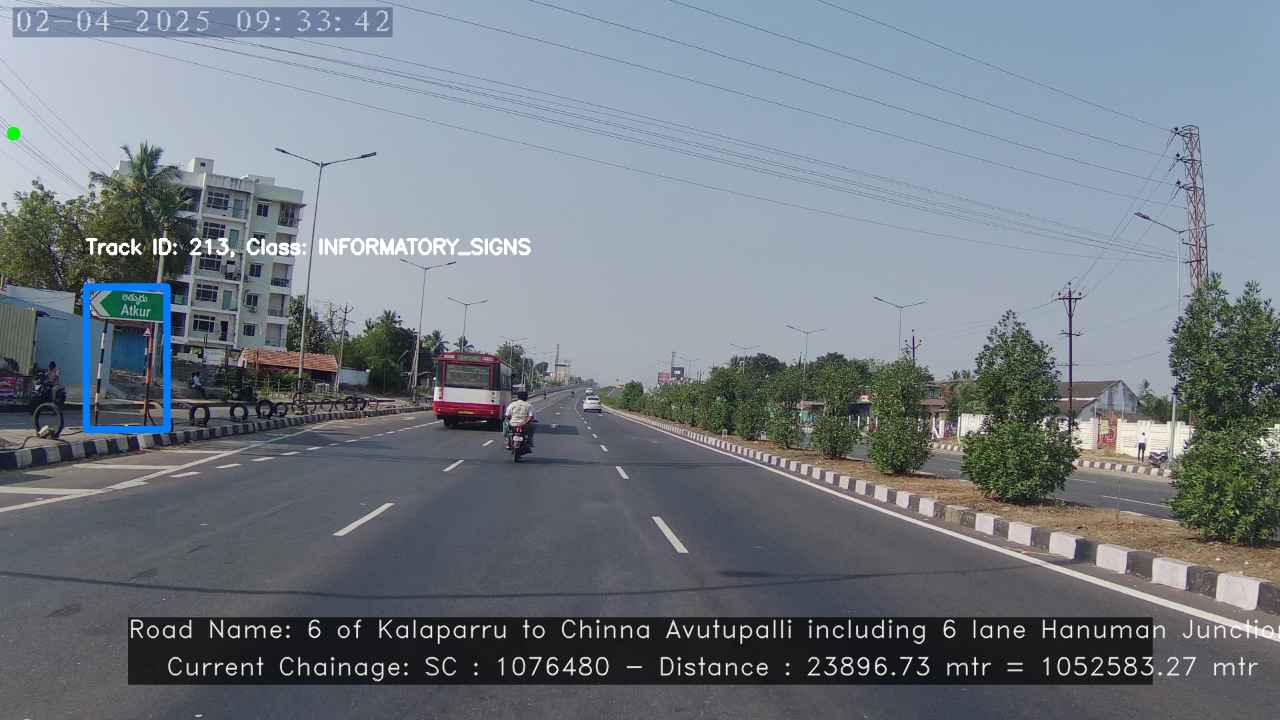 02-04-2025 09:33:42
Track ID: 213, Class: INFORMATORY_SIGNS
ఆత్కూరు
Atkur
Road Name: 6 of Kalaparru to Chinna Avutupalli including 6 lane Hanuman Junctio
Current Chainage: SC : 1076480 - Distance : 23896.73 mtr = 1052583.27 mtr